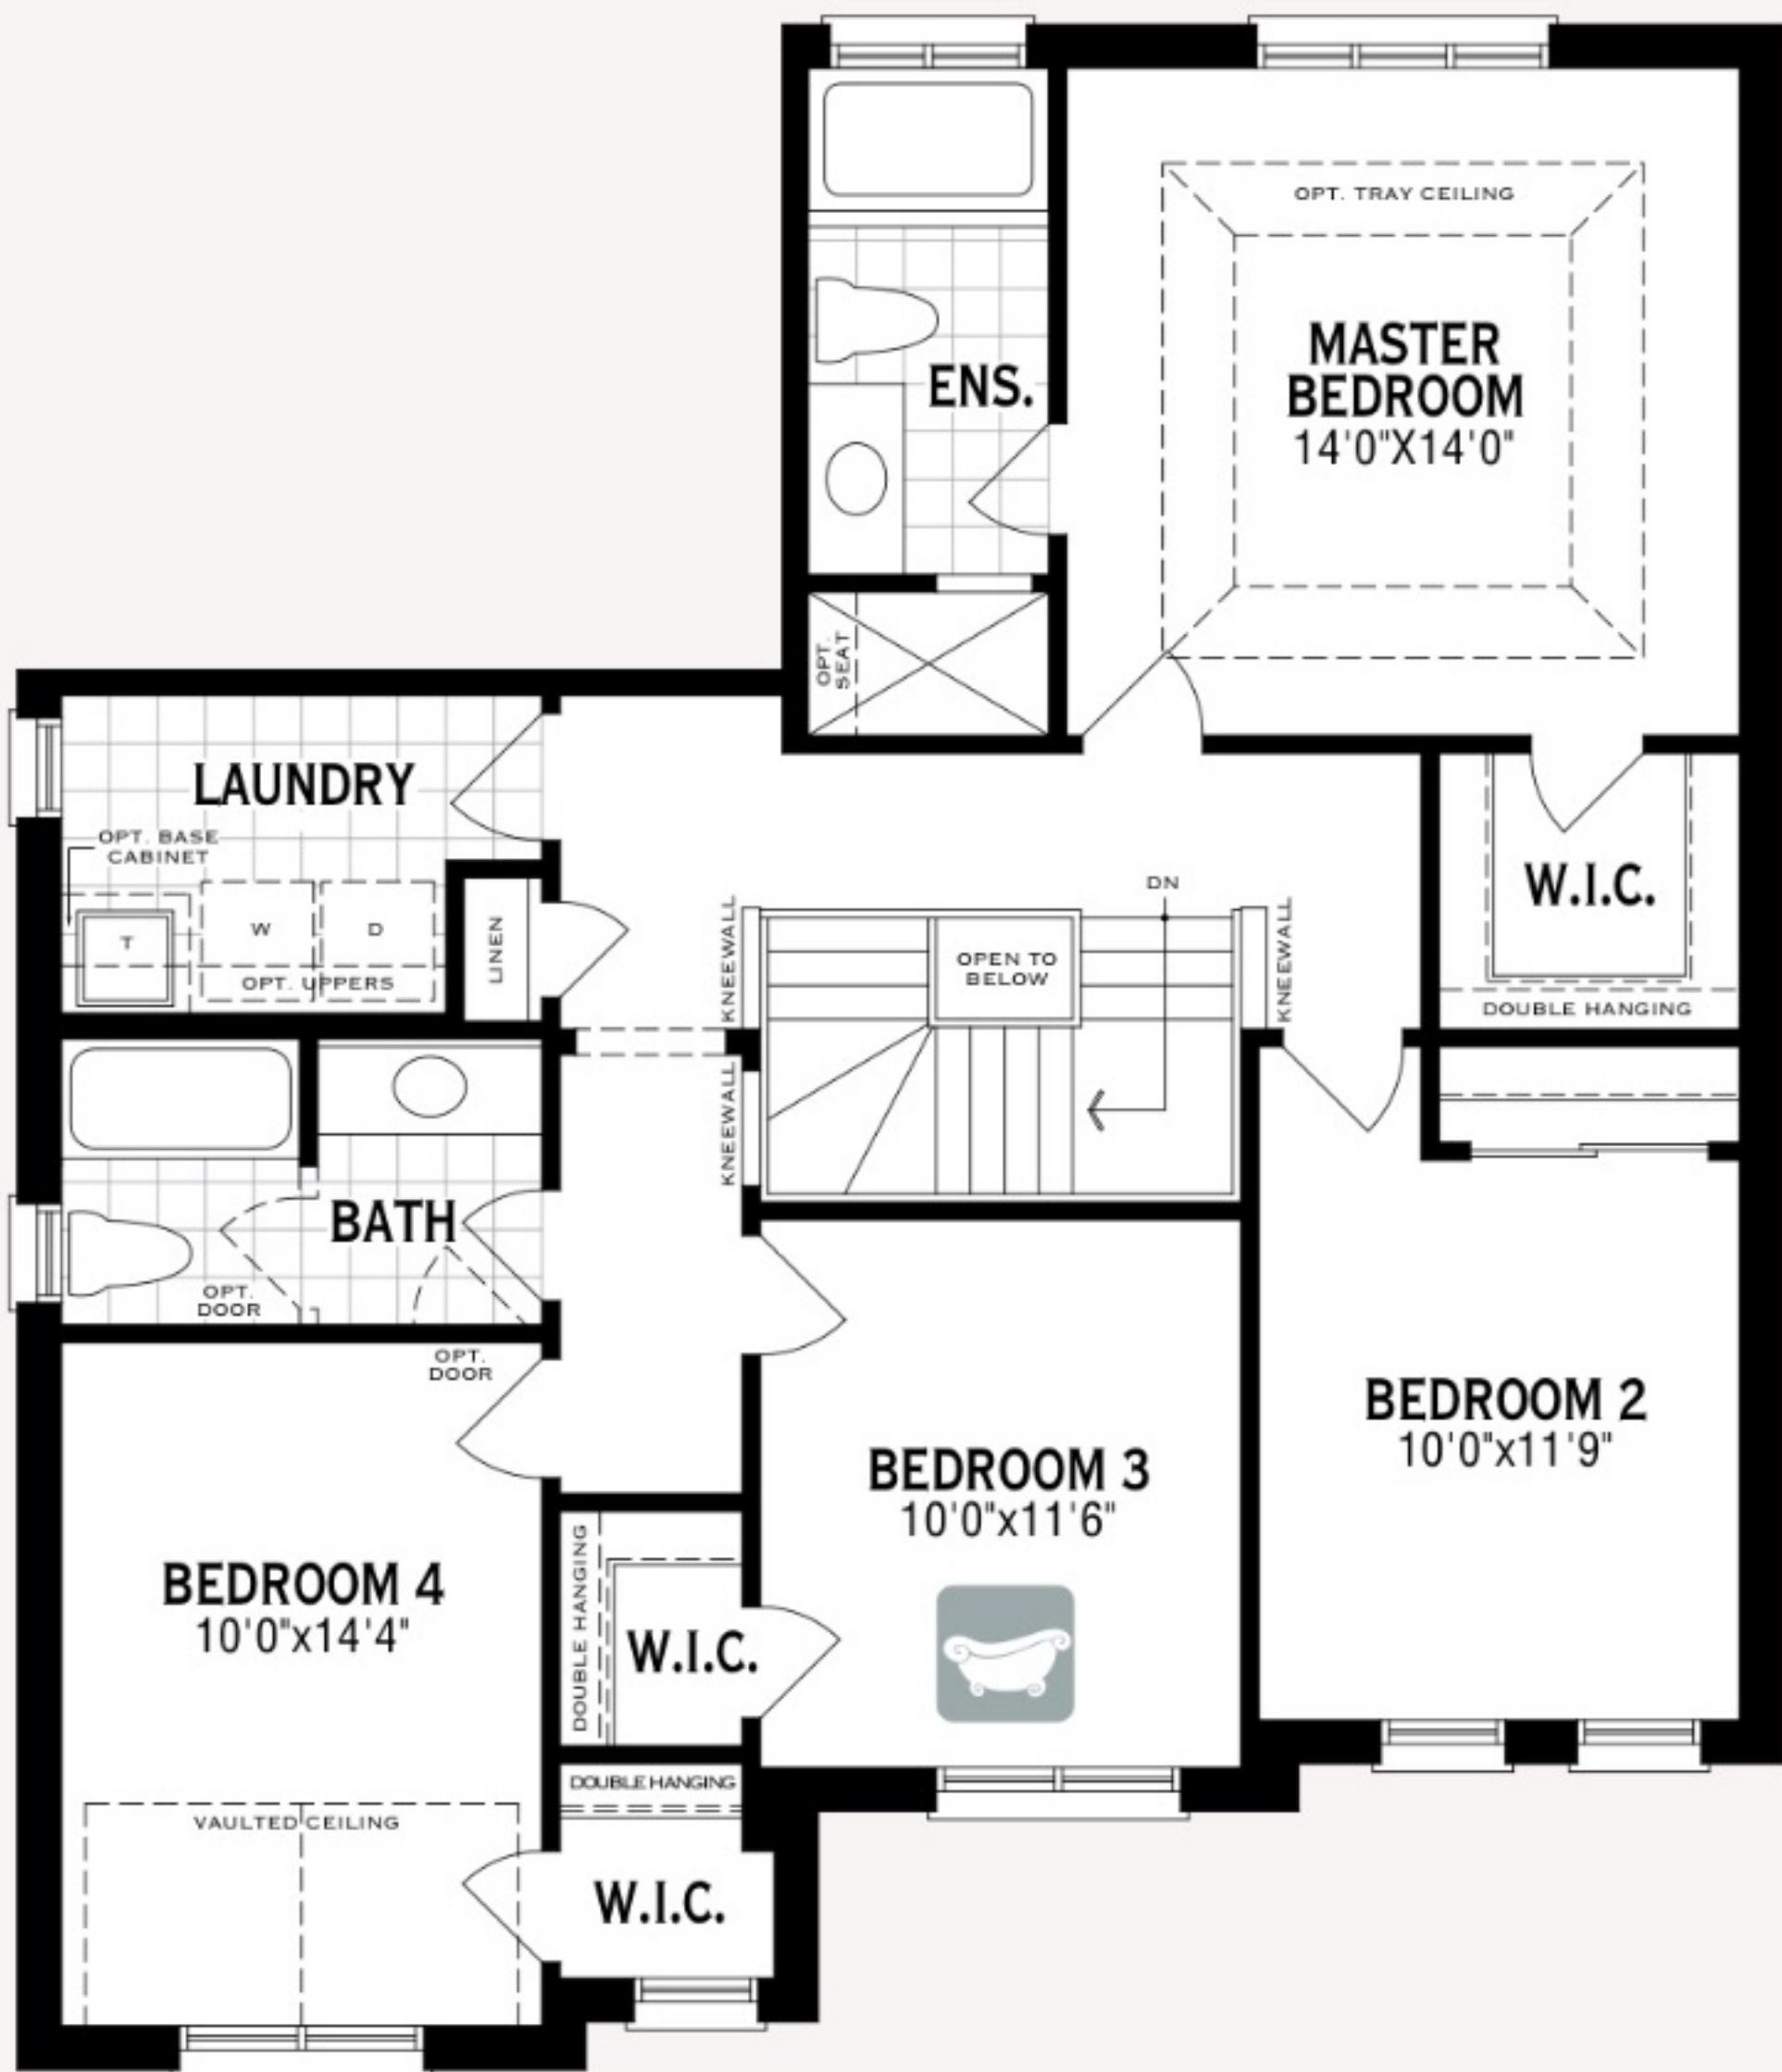 OPT. TRAY CEILING
MASTER
BEDROOM
14'0"X14'0"
ENS.
OPT.
SEAT
LAUNDRY
OPT. BASE
CABINET
T
W
D
OPT. UPPERS
LINEN
KNEEWALL
DN
OPEN TO
BELOW
KNEEWALL
W.I.C.
DOUBLE HANGING
KNEEWALL
BATH
OPT.
DOOR
OPT.
DOOR
BEDROOM 2
10'0"x11'9"
BEDROOM 3
10'0"x11'6"
BEDROOM 4
10'0"x14'4"
DOUBLE HANGING
W.I.C.
DOUBLE HANGING
VAULTED CEILING
W.I.C.